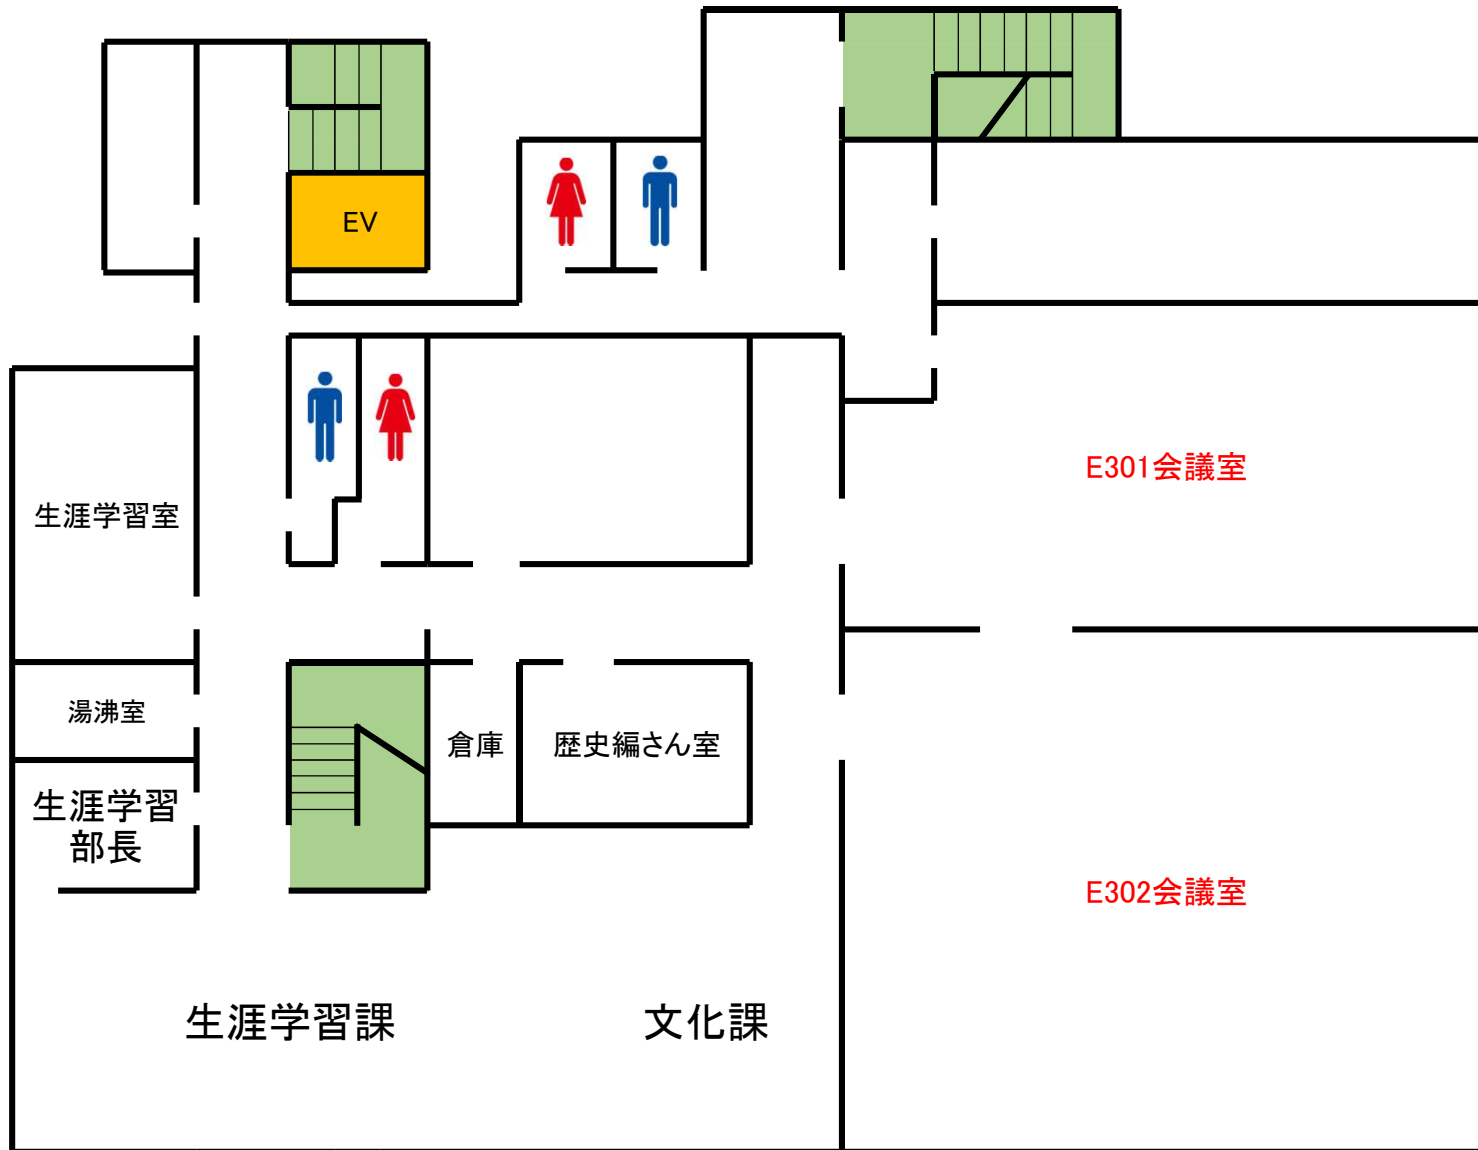 EV
E301会議室
生涯学習室
湯沸室
倉庫
歴史編さん室
生涯学習
部長
E302会議室
生涯学習課
文化課